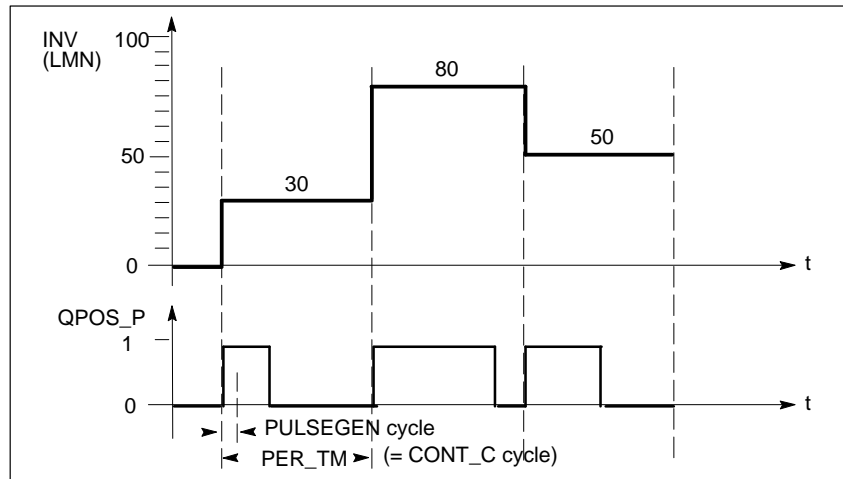 INV 100
(LMN)
80
50
50
30
0
t
QPOS_P
1
0
t
PULSEGEN cycle
PER_TM (= CONT_C cycle)